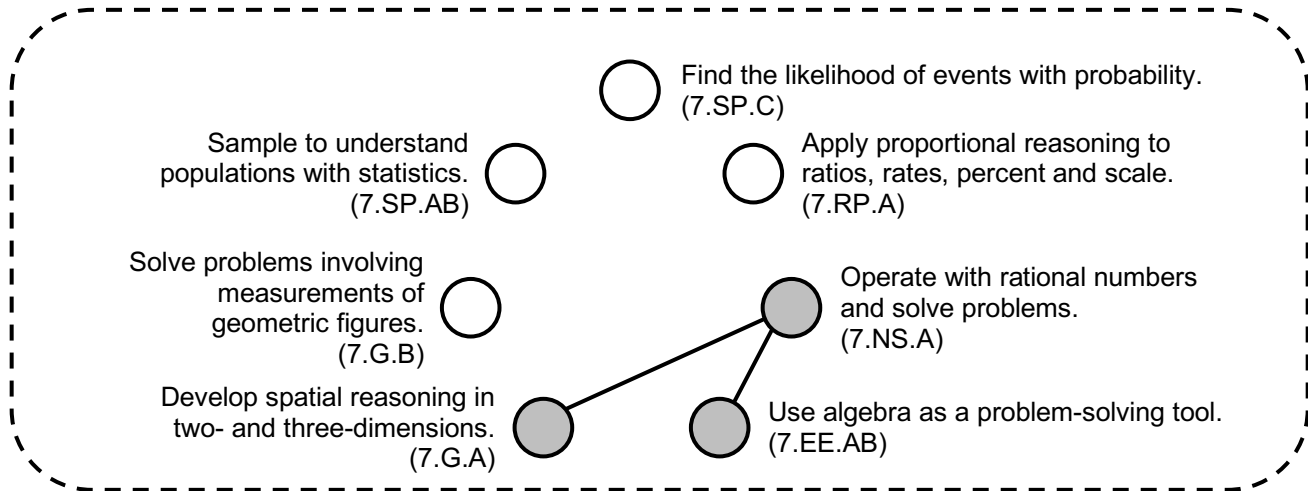 Find the likelihood of events with probability.
(7.SP.C)
Sample to understand
populations with statistics.
(7.SP.AB)
Apply proportional reasoning to
ratios, rates, percent and scale.
(7.RP.A)
Solve problems involving
measurements of
geometric figures.
(7.G.B)
Operate with rational numbers
and solve problems.
(7.NS.A)
Develop spatial reasoning in
two- and three-dimensions.
(7.G.A)
Use algebra as a problem-solving tool.
(7.EE.AB)